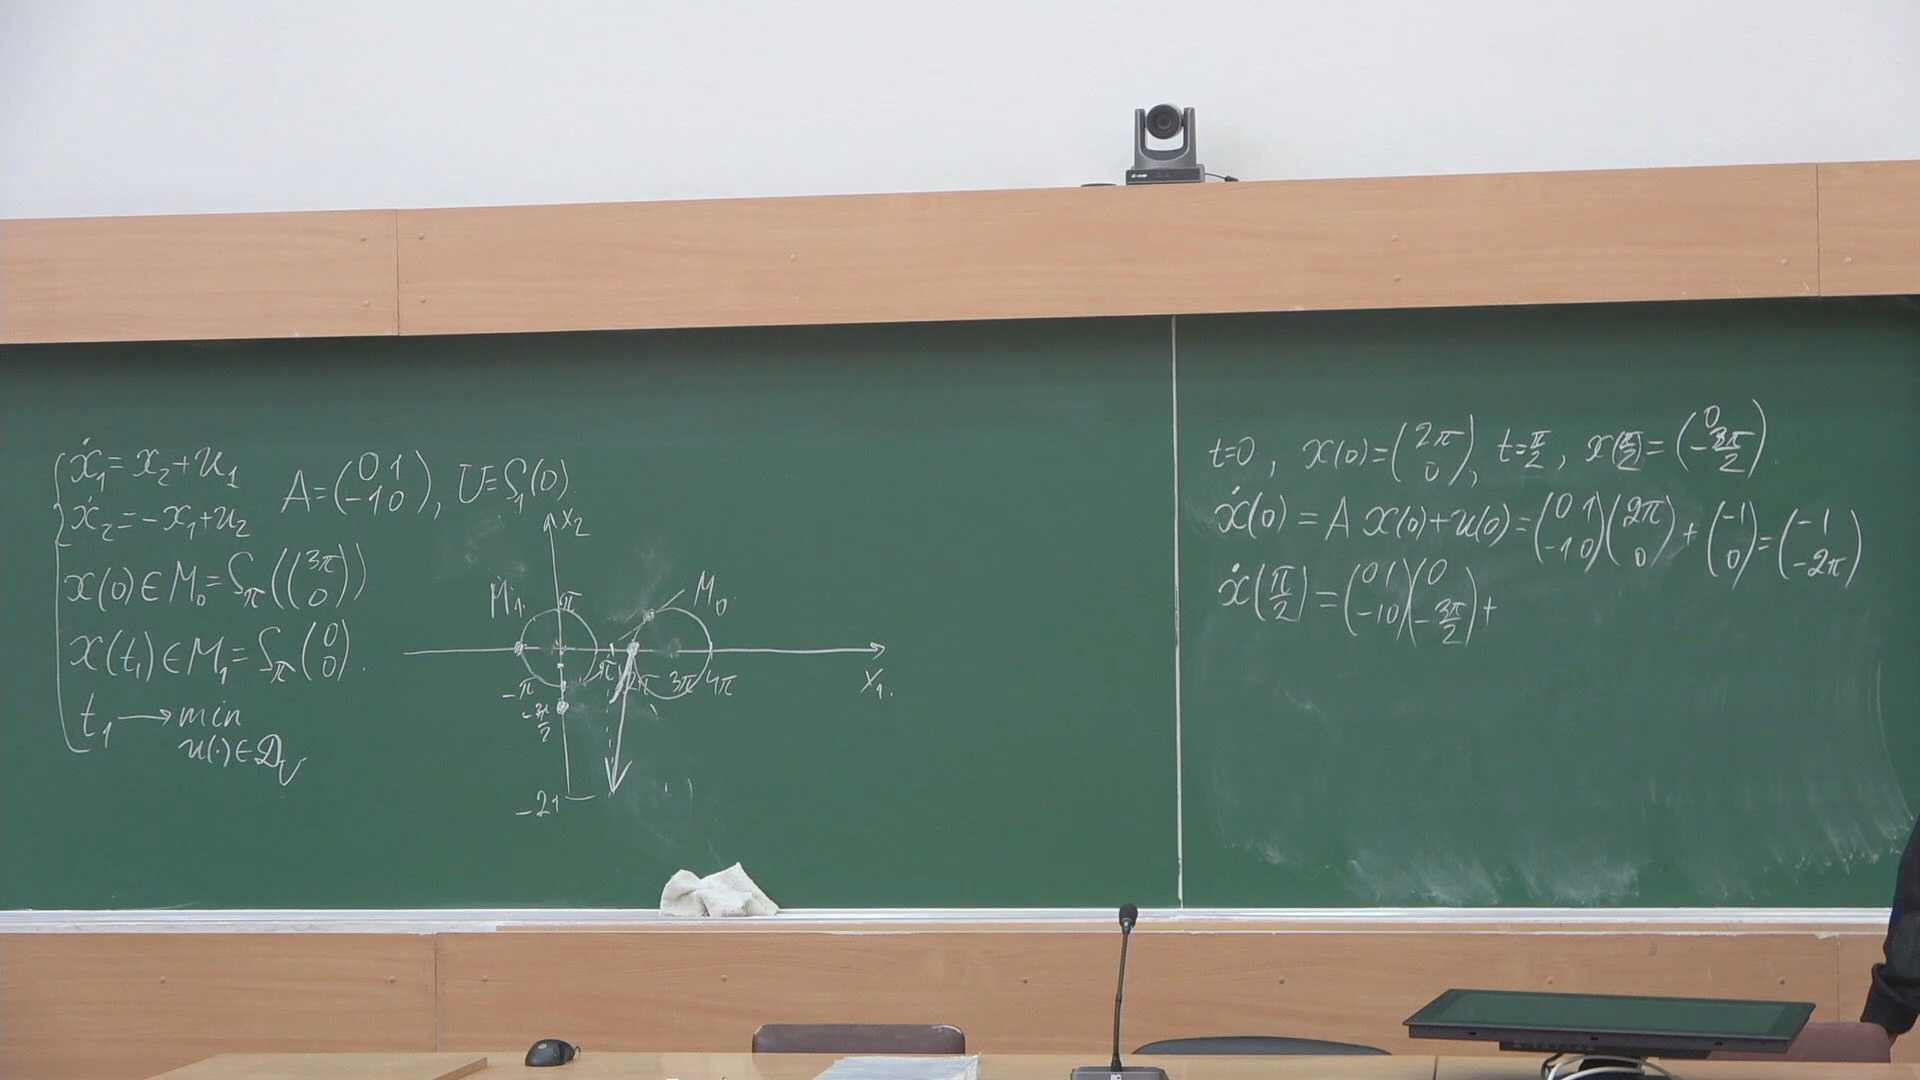 ẋ₁ = x₂ + u₁
ẋ₂ = -x₁ + u₂
A = (0 1; -1 0), U = S₁(0)
x(0) ∈ M₀ = S_π((3π; 0))
x(t₁) ∈ M₁ = S_π(0; 0).
t₁ → min
u(·) ∈ D_U
x₂
M₁
π
M₀
-π
π
2π
3π
4π
x₁
-3π/2
t=0, x(0) = (2π; 0), t = π/2, x(π/2) = (0; -3π/2)
ẋ(0) = A x(0) + u(0) = (0 1; -1 0)(2π; 0) + (-1; 0) = (-1; -2π)
ẋ(π/2) = (0 1; -1 0)(0; -3π/2) +